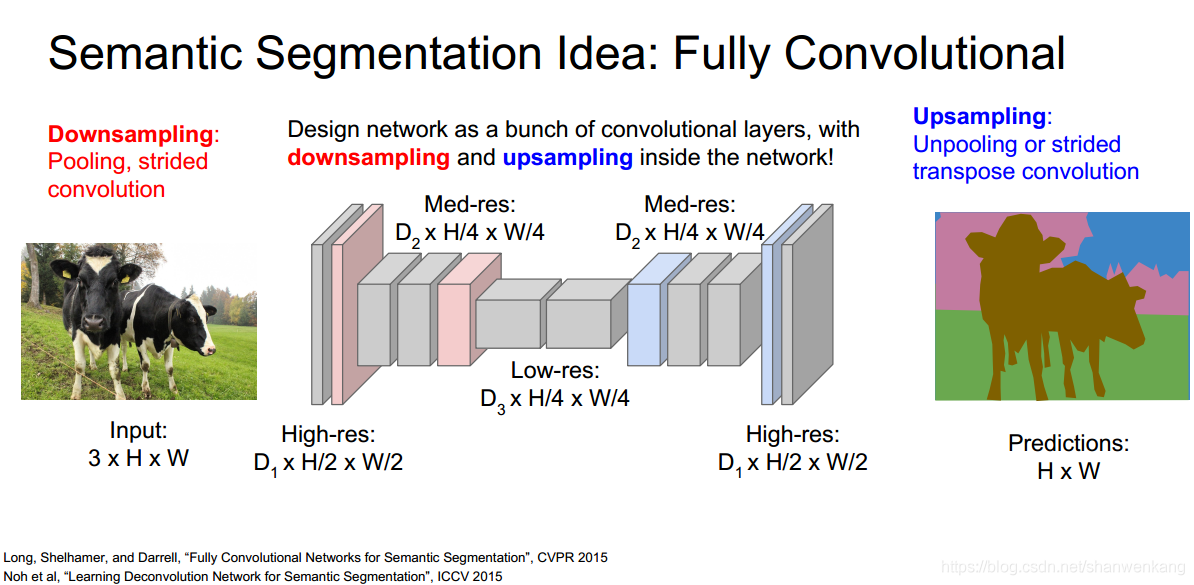 Semantic Segmentation Idea: Fully Convolutional
Downsampling:
Pooling, strided
convolution
Design network as a bunch of convolutional layers, with
downsampling and upsampling inside the network!
Upsampling:
Unpooling or strided
transpose convolution
Med-res:
D2 x H/4 x W/4
Med-res:
D2 x H/4 x W/4
Low-res:
D3 x H/4 x W/4
Input:
3 x H x W
High-res:
D1 x H/2 x W/2
High-res:
D1 x H/2 x W/2
Predictions:
H x W
Long, Shelhamer, and Darrell, “Fully Convolutional Networks for Semantic Segmentation”, CVPR 2015
Noh et al, “Learning Deconvolution Network for Semantic Segmentation”, ICCV 2015
https://blog.csdn.net/shanwenkang